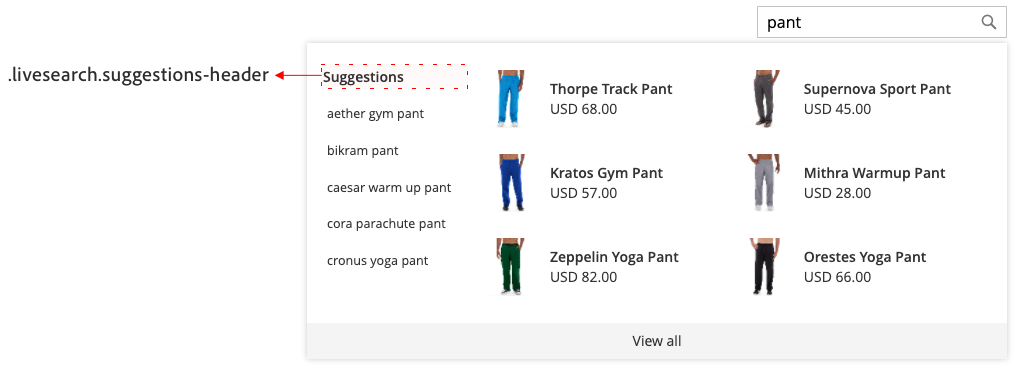 pant
.livesearch.suggestions-header
Suggestions
aether gym pant
bikram pant
caesar warm up pant
cora parachute pant
cronus yoga pant
Thorpe Track Pant
USD 68.00
Supernova Sport Pant
USD 45.00
Kratos Gym Pant
USD 57.00
Mithra Warmup Pant
USD 28.00
Zeppelin Yoga Pant
USD 82.00
Orestes Yoga Pant
USD 66.00
View all